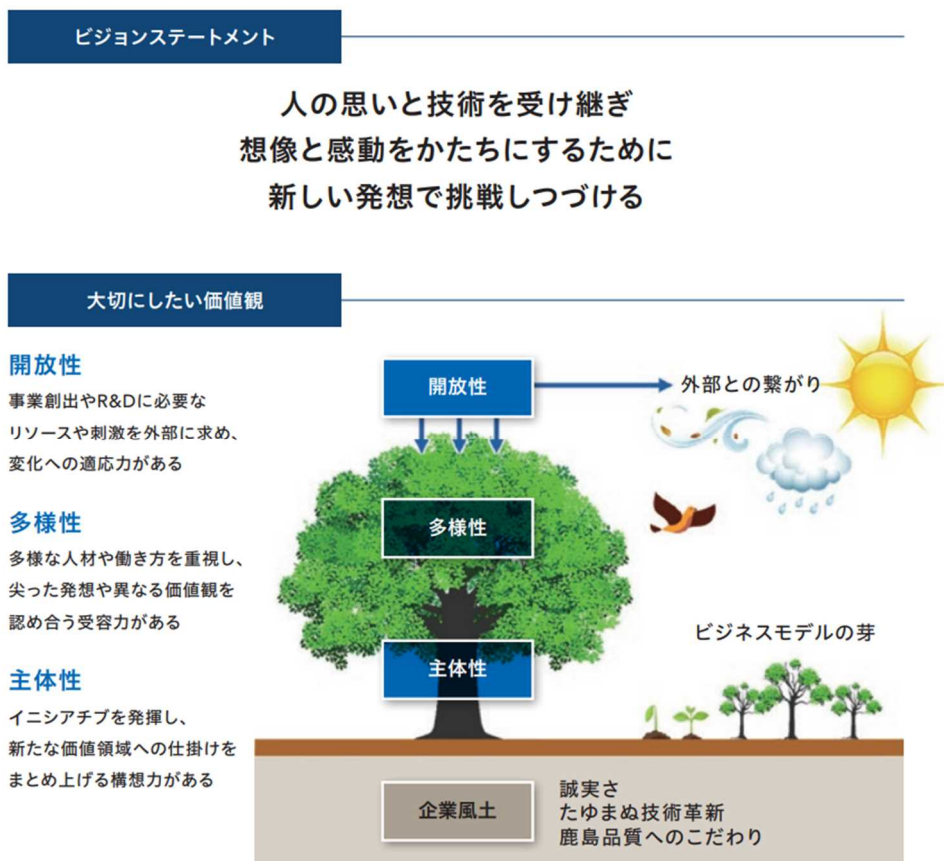 ビジョンステートメント
人の思いと技術を受け継ぎ
想像と感動をかたちにするために
新しい発想で挑戦しつづける
大切にしたい価値観
開放性
事業創出やR&Dに必要な
リソースや刺激を外部に求め、
変化への適応力がある
多様性
多様な人材や働き方を重視し、
尖った発想や異なる価値観を
認め合う受容力がある
主体性
イニシアチブを発揮し、
新たな価値領域への仕掛けを
まとめ上げる構想力がある
開放性
外部との繋がり
多様性
主体性
ビジネスモデルの芽
企業風土
誠実さ
たゆまぬ技術革新
鹿島品質へのこだわり